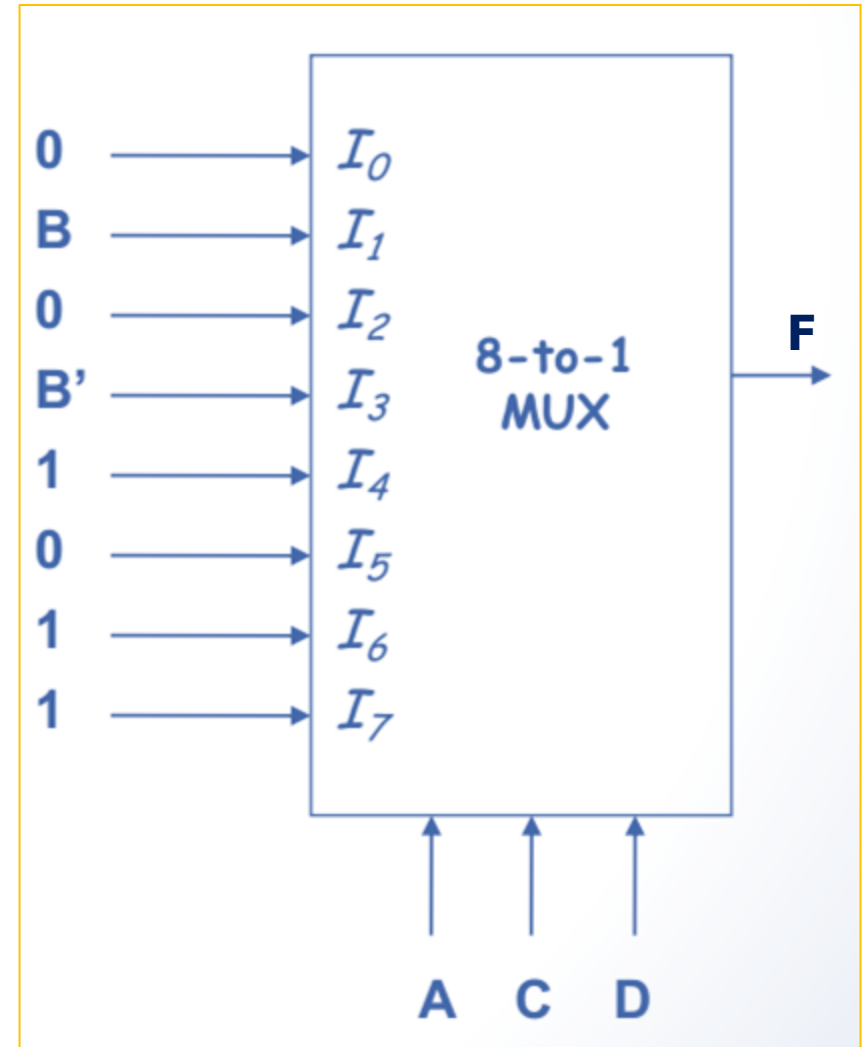 0 I₀
B I₁
0 I₂
B’ I₃
1 I₄
0 I₅
1 I₆
1 I₇
8-to-1
MUX
F
A C D